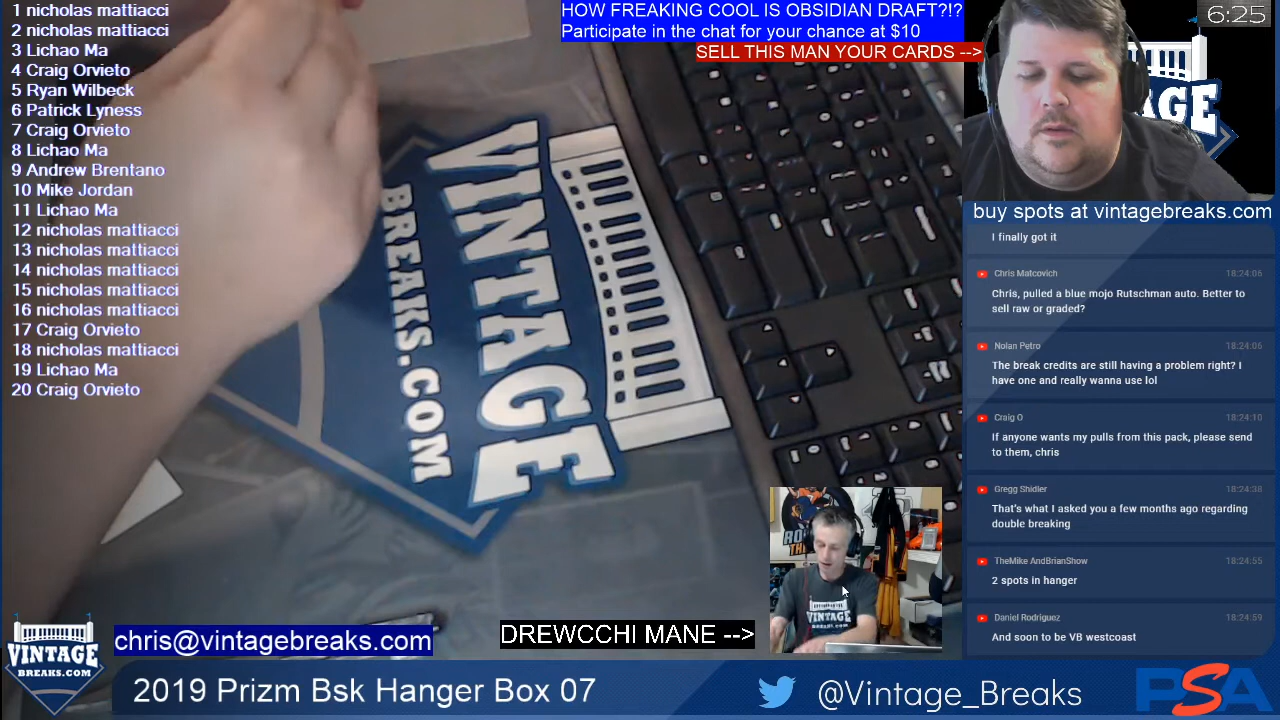 1 nicholas mattiacci
2 nicholas mattiacci
3 Lichao Ma
4 Craig Orvieto
5 Ryan Wilbeck
6 Patrick Lyness
7 Craig Orvieto
8 Lichao Ma
9 Andrew Brentano
10 Mike Jordan
11 Lichao Ma
12 nicholas mattiacci
13 nicholas mattiacci
14 nicholas mattiacci
15 nicholas mattiacci
16 nicholas mattiacci
17 Craig Orvieto
18 nicholas mattiacci
19 Lichao Ma
20 Craig Orvieto
HOW FREAKING COOL IS OBSIDIAN DRAFT?!?
Participate in the chat for your chance at $10
SELL THIS MAN YOUR CARDS -->
6:25
AGE
VINTAGE
BREAKS.COM
buy spots at vintagebreaks.com
I finally got it
Chris Matcovich 18:24:06
Chris, pulled a blue mojo Rutschman auto. Better to
sell raw or graded?
Nolan Petro 18:24:06
The break credits are still having a problem right? I
have one and really wanna use lol
Craig O 18:24:10
If anyone wants my pulls from this pack, please send
to them, chris
Gregg Shidler 18:24:38
That's what I asked you a few months ago regarding
double breaking
TheMike AndBrianShow 18:24:55
2 spots in hanger
Daniel Rodriguez 18:24:59
And soon to be VB westcoast
VINTAGE
DREWCCHI MANE -->
chris@vintagebreaks.com
VINTAGE
BREAKS.COM
2019 Prizm Bsk Hanger Box 07
@Vintage_Breaks
PSA